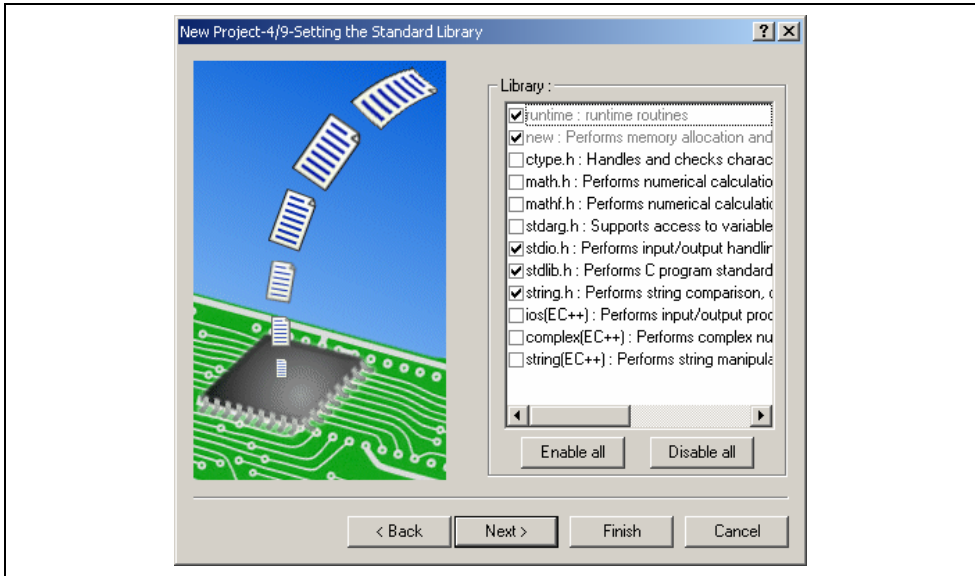 New Project-4/9-Setting the Standard Library
Library :
runtime : runtime routines
new : Performs memory allocation and
ctype.h : Handles and checks charac
math.h : Performs numerical calculatio
mathf.h : Performs numerical calculatic
stdarg.h : Supports access to variable
stdio.h : Performs input/output handlin
stdlib.h : Performs C program standard
string.h : Performs string comparison, c
ios(EC++) : Performs input/output proc
complex(EC++) : Performs complex nu
string(EC++) : Performs string manipula
Enable all Disable all
< Back Next > Finish Cancel